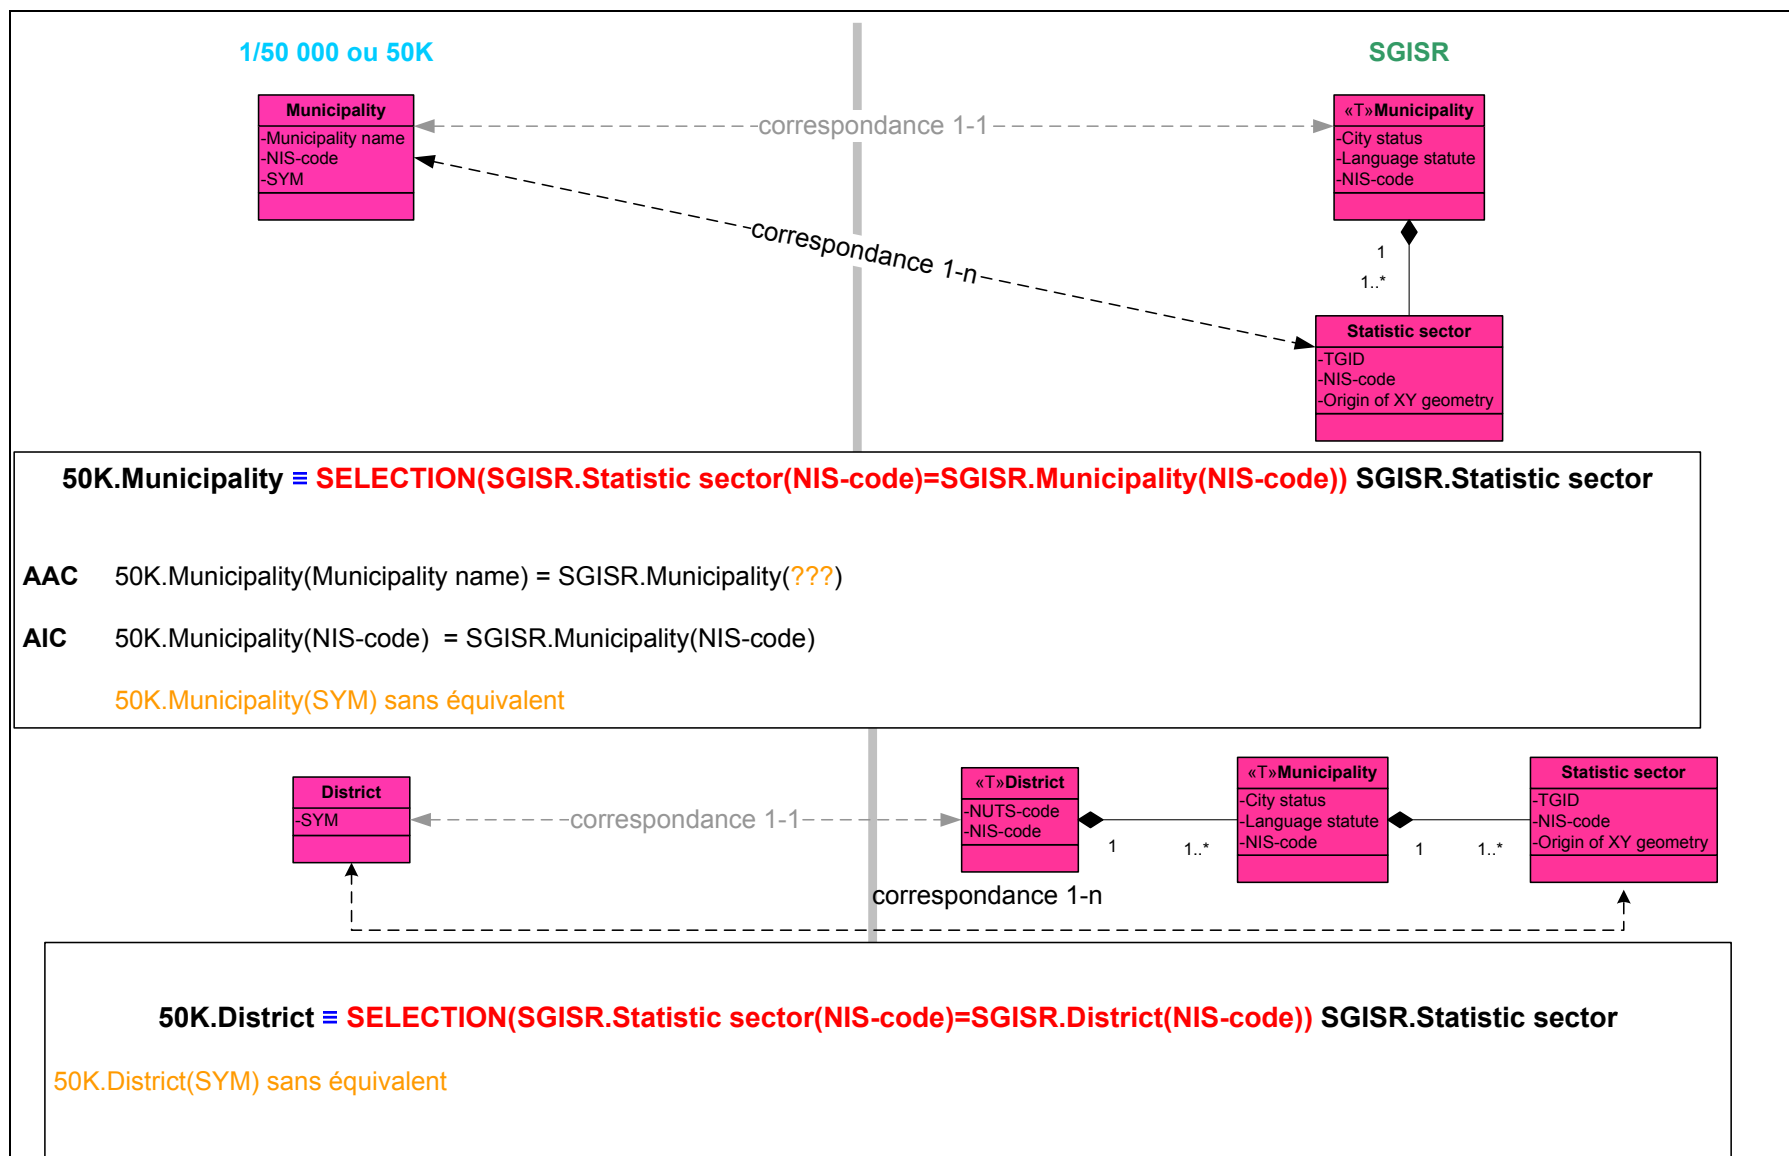 1/50 000 ou 50K
SGISR
Municipality
-Municipality name
-NIS-code
-SYM
correspondance 1-1
«T»Municipality
-City status
-Language statute
-NIS-code
correspondance 1-n
1
1..*
Statistic sector
-TGID
-NIS-code
-Origin of XY geometry
50K.Municipality ≡ SELECTION(SGISR.Statistic sector(NIS-code)=SGISR.Municipality(NIS-code)) SGISR.Statistic sector
AAC 50K.Municipality(Municipality name) = SGISR.Municipality(???)
AIC 50K.Municipality(NIS-code) = SGISR.Municipality(NIS-code)
50K.Municipality(SYM) sans équivalent
District
-SYM
correspondance 1-1
«T»District
-NUTS-code
-NIS-code
1
1..*
«T»Municipality
-City status
-Language statute
-NIS-code
1
1..*
Statistic sector
-TGID
-NIS-code
-Origin of XY geometry
correspondance 1-n
50K.District ≡ SELECTION(SGISR.Statistic sector(NIS-code)=SGISR.District(NIS-code)) SGISR.Statistic sector
50K.District(SYM) sans équivalent